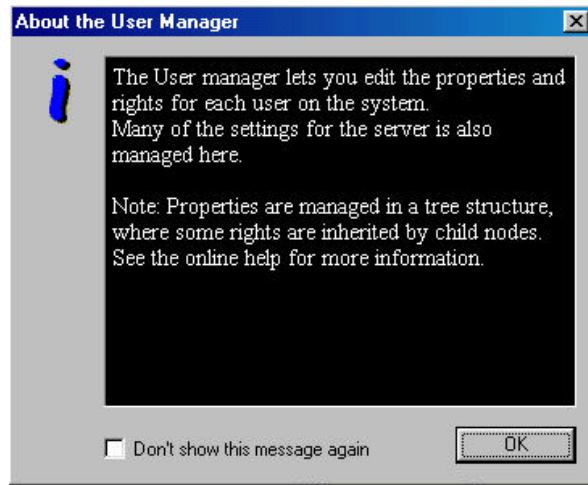 About the User Manager
The User manager lets you edit the properties and
rights for each user on the system.
Many of the settings for the server is also
managed here.
Note: Properties are managed in a tree structure,
where some rights are inherited by child nodes.
See the online help for more information.
Don't show this message again
OK